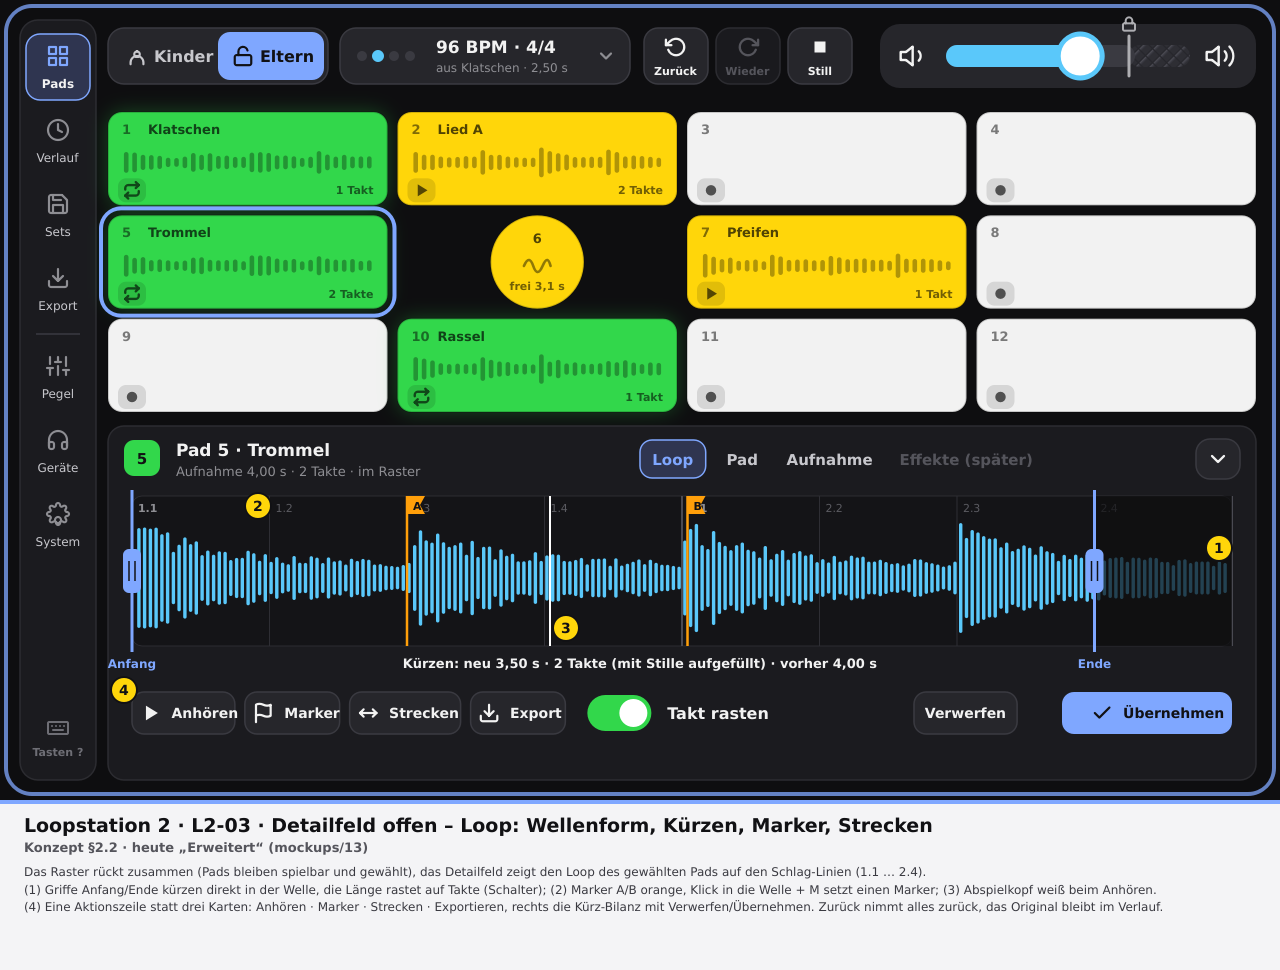 Pads
Verlauf
Sets
Export
Pegel
Geräte
System
Tasten ?
Kinder
Eltern
96 BPM · 4/4
aus Klatschen · 2,50 s
Zurück
Wieder
Still
1 Klatschen
1 Takt
2 Lied A
2 Takte
3
4
5 Trommel
2 Takte
6
frei 3,1 s
7 Pfeifen
1 Takt
8
9
10 Rassel
1 Takt
11
12
5
Pad 5 · Trommel
Aufnahme 4,00 s · 2 Takte · im Raster
Loop
Pad
Aufnahme
Effekte (später)
1.1
2
1.2
A
3
1.4
B
1
2.2
2.3
2.4
1
3
Anfang
Kürzen: neu 3,50 s · 2 Takte (mit Stille aufgefüllt) · vorher 4,00 s
Ende
4
Anhören
Marker
Strecken
Export
Takt rasten
Verwerfen
Übernehmen
Loopstation 2 · L2-03 · Detailfeld offen – Loop: Wellenform, Kürzen, Marker, Strecken
Konzept §2.2 · heute „Erweitert“ (mockups/13)
Das Raster rückt zusammen (Pads bleiben spielbar und gewählt), das Detailfeld zeigt den Loop des gewählten Pads auf den Schlag-Linien (1.1 … 2.4).
(1) Griffe Anfang/Ende kürzen direkt in der Welle, die Länge rastet auf Takte (Schalter); (2) Marker A/B orange, Klick in die Welle + M setzt einen Marker; (3) Abspielkopf weiß beim Anhören.
(4) Eine Aktionszeile statt drei Karten: Anhören · Marker · Strecken · Exportieren, rechts die Kürz-Bilanz mit Verwerfen/Übernehmen. Zurück nimmt alles zurück, das Original bleibt im Verlauf.